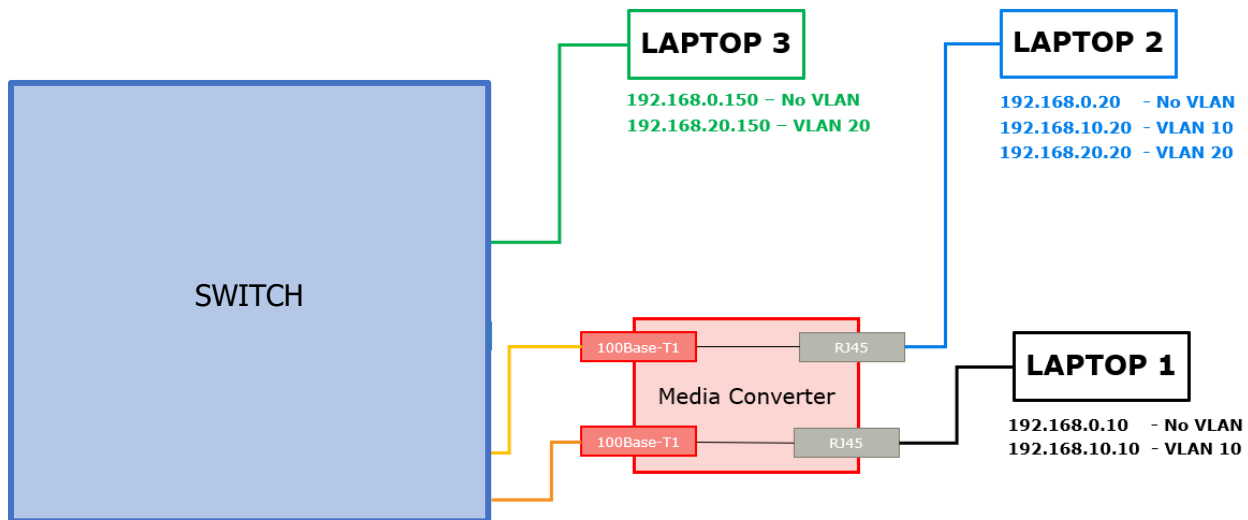 LAPTOP 3
192.168.0.150 – No VLAN
192.168.20.150 – VLAN 20
LAPTOP 2
192.168.0.20 - No VLAN
192.168.10.20 - VLAN 10
192.168.20.20 - VLAN 20
SWITCH
100Base-T1
RJ45
Media Converter
100Base-T1
RJ45
LAPTOP 1
192.168.0.10 - No VLAN
192.168.10.10 - VLAN 10